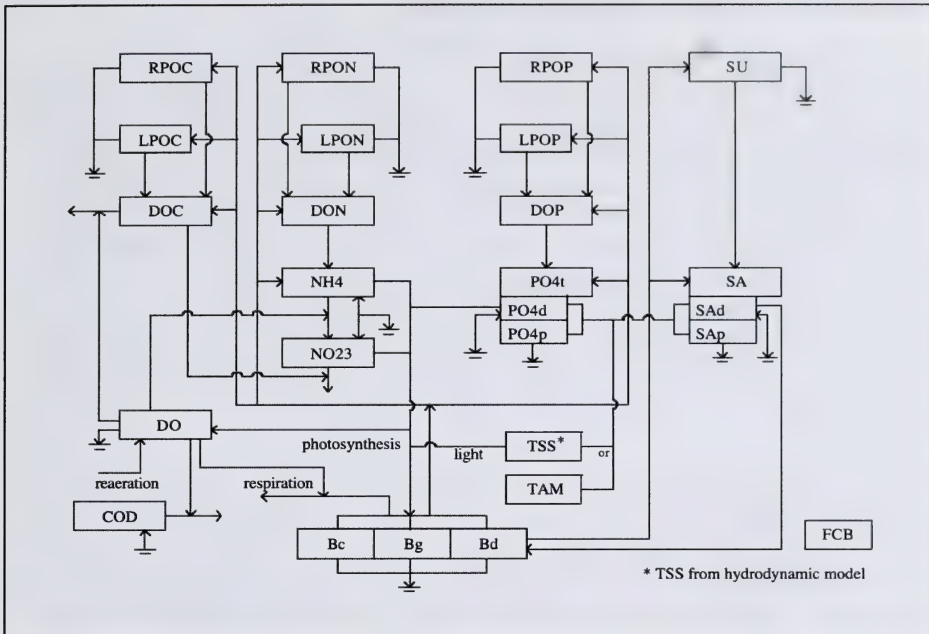 RPOC
RPON
RPOP
SU
LPOC
LPON
LPOP
DOC
DON
DOP
NH4
PO4t
SA
PO4d
SAd
PO4p
SAp
NO23
DO
photosynthesis
light
TSS*
or
reaeration
respiration
TAM
COD
Bc
Bg
Bd
FCB
* TSS from hydrodynamic model